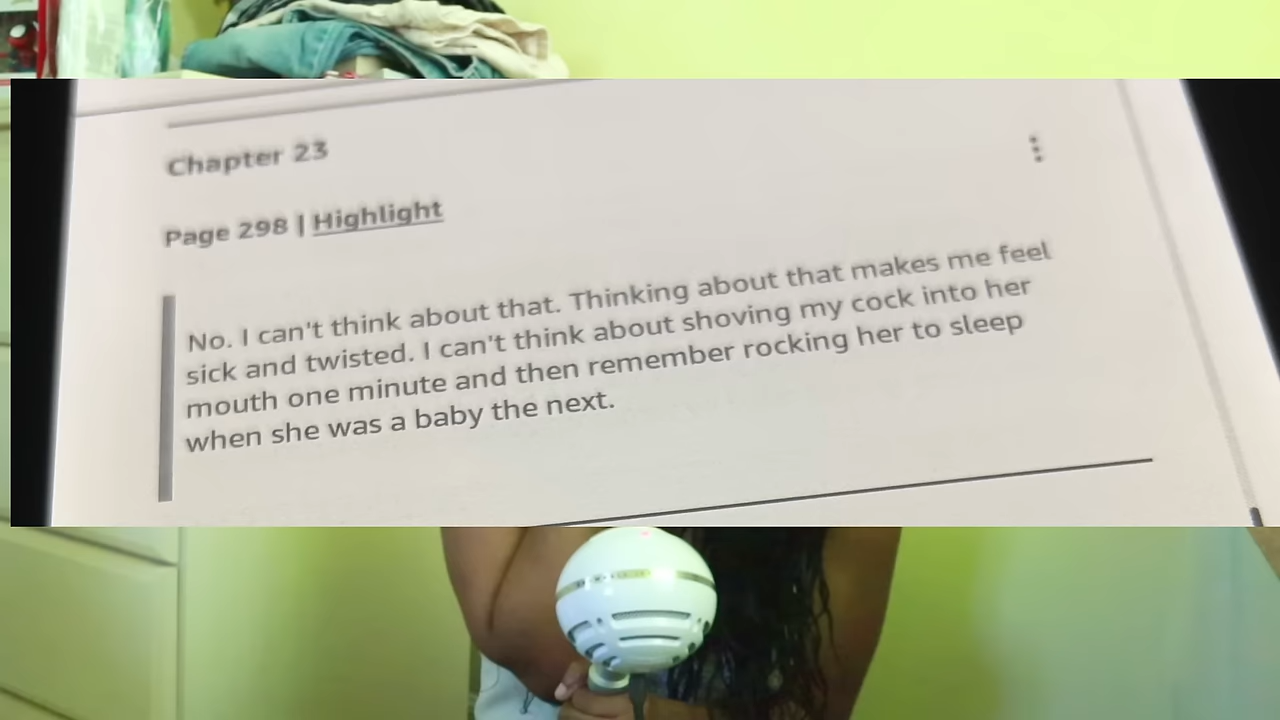 Chapter 23
Page 298 | Highlight
No. I can't think about that. Thinking about that makes me feel
sick and twisted. I can't think about shoving my cock into her
mouth one minute and then remember rocking her to sleep
when she was a baby the next.